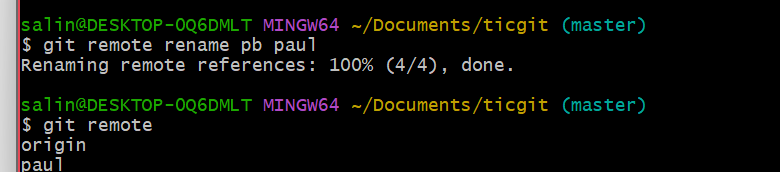 salin@DESKTOP-OQ6DMLT MINGW64 ~/Documents/ticgit (master)
$ git remote rename pb paul
Renaming remote references: 100% (4/4), done.
salin@DESKTOP-OQ6DMLT MINGW64 ~/Documents/ticgit (master)
$ git remote
origin
paul